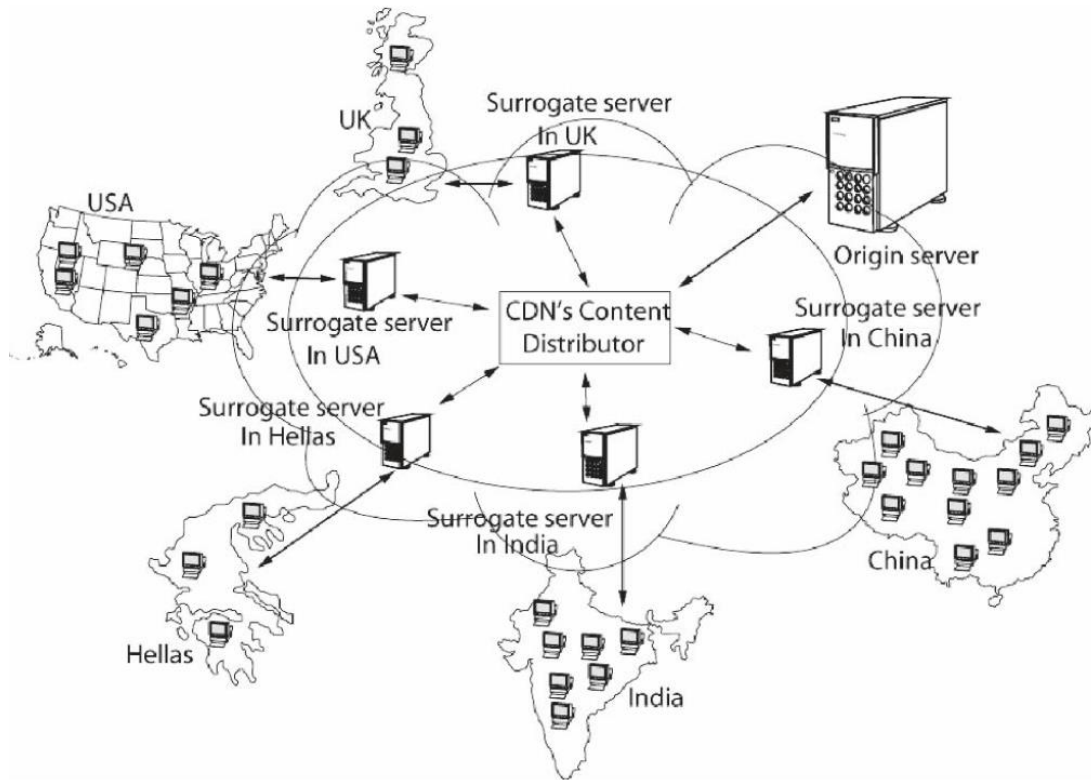 Surrogate server
In UK
UK
USA
Origin server
CDN's Content
Distributor
Surrogate server
In USA
Surrogate server
In China
Surrogate server
In Hellas
Surrogate server
In India
China
Hellas
India